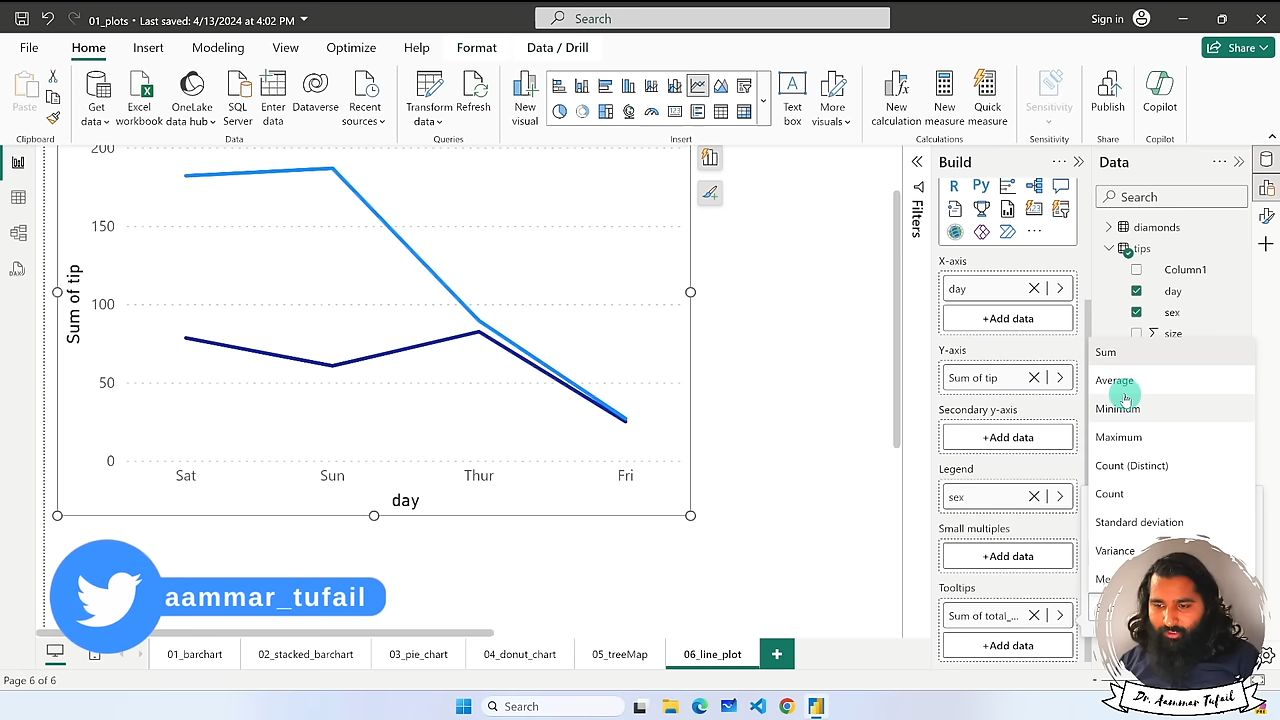 01_plots • Last saved: 4/13/2024 at 4:02 PM
Search
Sign in
File
Home
Insert
Modeling
View
Optimize
Help
Format
Data / Drill
Share
Paste
Get data
Excel workbook
OneLake data hub
SQL Server
Enter data
Dataverse
Recent sources
Transform data
Refresh
New visual
Text box
More visuals
New calculation
New measure
Quick measure
Sensitivity
Publish
Copilot
Clipboard
Data
Queries
Insert
Calculations
Sensitivity
Share
Copilot
200
150
100
50
0
Sum of tip
Sat
Sun
Thur
Fri
day
Filters
Build
R
Py
X-axis
day
+Add data
Y-axis
Sum of tip
Secondary y-axis
+Add data
Legend
sex
Small multiples
+Add data
Tooltips
Sum of total_...
+Add data
Data
Search
diamonds
tips
Column1
day
sex
size
Sum
Average
Minimum
Maximum
Count (Distinct)
Count
Standard deviation
Variance
aammar_tufail
Dr. Aammar Tufail
01_barchart
02_stacked_barchart
03_pie_chart
04_donut_chart
05_treeMap
06_line_plot
Page 6 of 6
Search